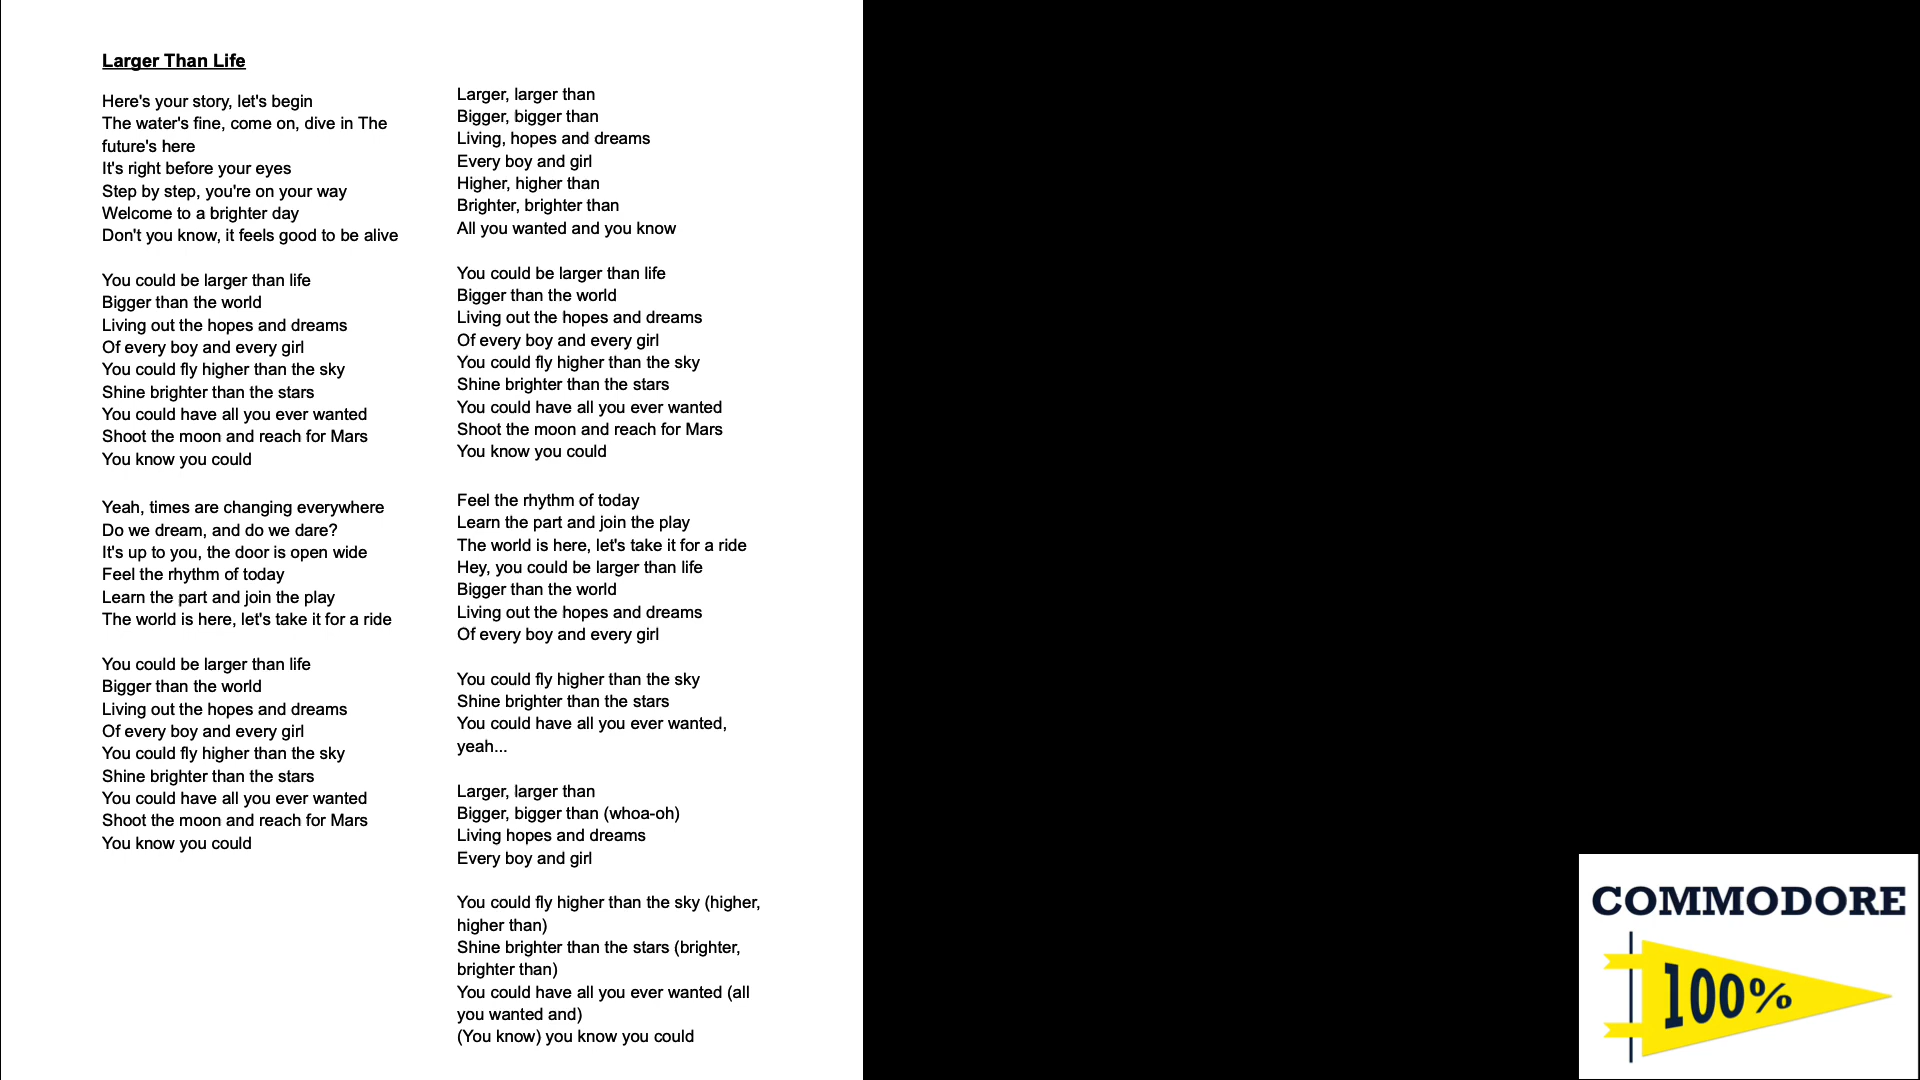 Larger Than Life
Here's your story, let's begin
The water's fine, come on, dive in The
future's here
It's right before your eyes
Step by step, you're on your way
Welcome to a brighter day
Don't you know, it feels good to be alive
You could be larger than life
Bigger than the world
Living out the hopes and dreams
Of every boy and every girl
You could fly higher than the sky
Shine brighter than the stars
You could have all you ever wanted
Shoot the moon and reach for Mars
You know you could
Yeah, times are changing everywhere
Do we dream, and do we dare?
It's up to you, the door is open wide
Feel the rhythm of today
Learn the part and join the play
The world is here, let's take it for a ride
You could be larger than life
Bigger than the world
Living out the hopes and dreams
Of every boy and every girl
You could fly higher than the sky
Shine brighter than the stars
You could have all you ever wanted
Shoot the moon and reach for Mars
You know you could
Larger, larger than
Bigger, bigger than
Living, hopes and dreams
Every boy and girl
Higher, higher than
Brighter, brighter than
All you wanted and you know
You could be larger than life
Bigger than the world
Living out the hopes and dreams
Of every boy and every girl
You could fly higher than the sky
Shine brighter than the stars
You could have all you ever wanted
Shoot the moon and reach for Mars
You know you could
Feel the rhythm of today
Learn the part and join the play
The world is here, let's take it for a ride
Hey, you could be larger than life
Bigger than the world
Living out the hopes and dreams
Of every boy and every girl
You could fly higher than the sky
Shine brighter than the stars
You could have all you ever wanted,
yeah...
Larger, larger than
Bigger, bigger than (whoa-oh)
Living hopes and dreams
Every boy and girl
You could fly higher than the sky (higher,
higher than)
Shine brighter than the stars (brighter,
brighter than)
You could have all you ever wanted (all
you wanted and)
(You know) you know you could
COMMODORE
100%